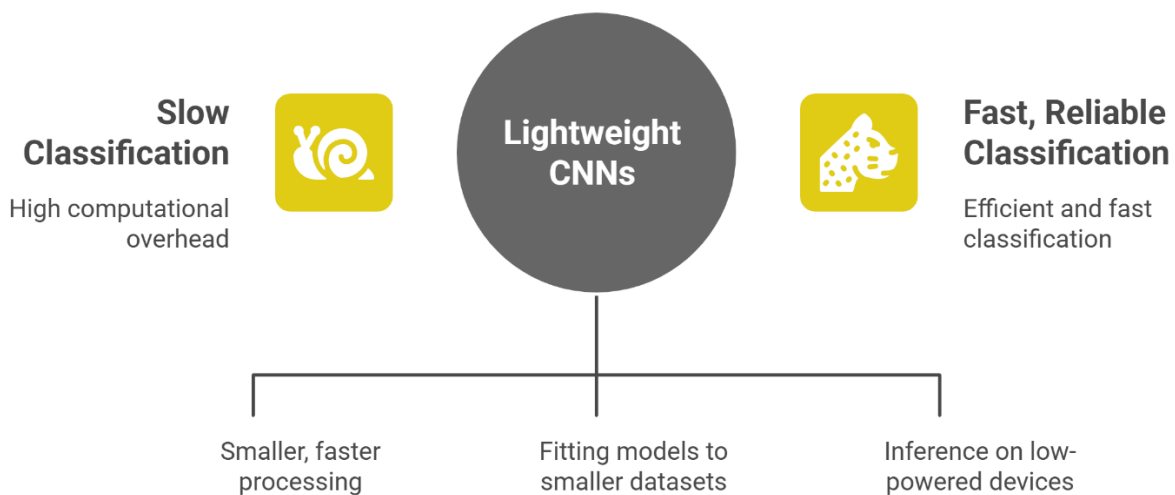 Slow
Classification
High computational
overhead
Lightweight
CNNs
Fast, Reliable
Classification
Efficient and fast
classification
Smaller, faster
processing
Fitting models to
smaller datasets
Inference on low-
powered devices